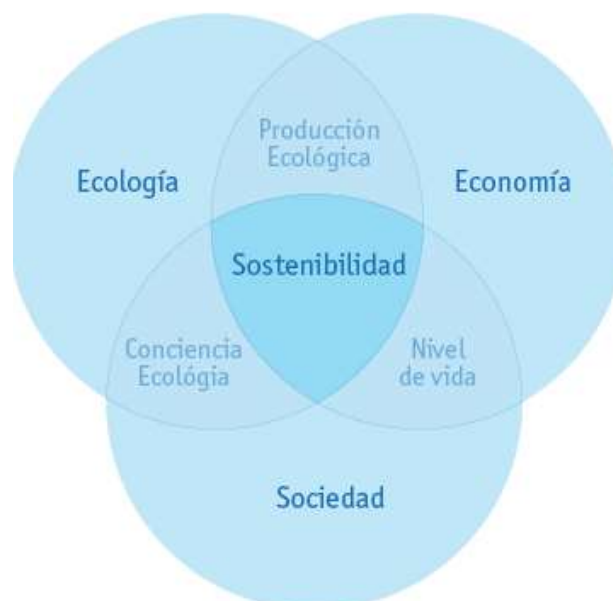 Producción
Ecológica
Ecología
Economía
Sostenibilidad
Conciencia
Ecológia
Nivel
de vida
Sociedad